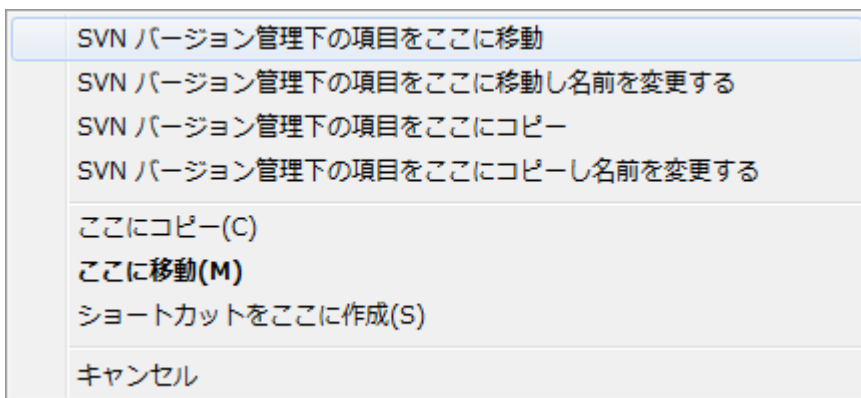 SVN バージョン管理下の項目をここに移動
SVN バージョン管理下の項目をここに移動し名前を変更する
SVN バージョン管理下の項目をここにコピー
SVN バージョン管理下の項目をここにコピーし名前を変更する
ここにコピー(C)
ここに移動(M)
ショートカットをここに作成(S)
キャンセル